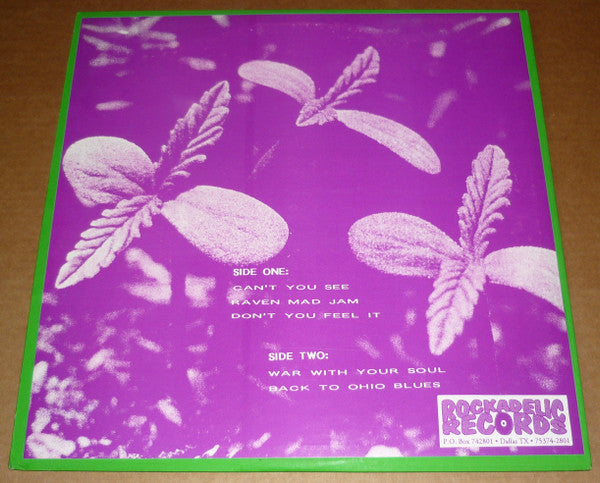 SIDE ONE:
CAN'T YOU SEE
RAVEN MAD JAM
DON'T YOU FEEL IT
SIDE TWO:
WAR WITH YOUR SOUL
BACK TO OHIO BLUES
ROCKADELIC
RECORDS
P.O. Box 742801 • Dallas TX • 75374-2801